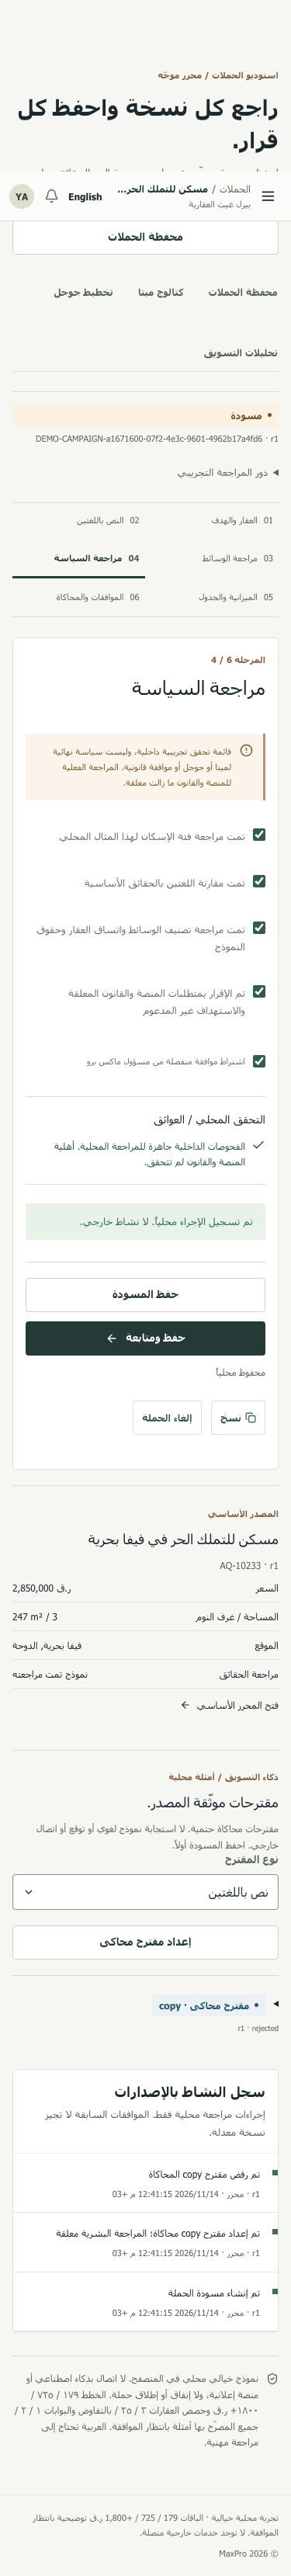 استوديو الحملات / محرر موجّه
راجع كل نسخة واحفظ كل
قرار.
الحملات / مسكن للتملك الحر...
بيرل غيت العقارية
English
YA
محفظة الحملات
محفظة الحملات
كتالوج ميتا
تخطيط جوجل
تحليلات التسويق
مسودة
DEMO-CAMPAIGN-a1671600-07f2-4e3c-9601-4962b17a4fd6 · r1
دور المراجعة التجريبي
01 العقار والهدف
02 النص باللغتين
03 مراجعة الوسائط
04 مراجعة السياسة
05 الميزانية والجدول
06 الموافقات والمحاكاة
المرحلة 6 / 4
مراجعة السياسة
قائمة تحقق تجريبية داخلية، وليست سياسة نهائية
لميتا أو جوجل أو موافقة قانونية. المراجعة الفعلية
للمنصة والقانون ما زالت معلقة.
تمت مراجعة فئة الإسكان لهذا المثال المحلي
تمت مقارنة اللغتين بالحقائق الأساسية
تمت مراجعة تصنيف الوسائط واتساق العقار وحقوق
النموذج
تم الإقرار بمتطلبات المنصة والقانون المعلقة
والاستهداف غير المدعوم
اشتراط موافقة منفصلة من مسؤول ماكس برو
التحقق المحلي / العوائق
الفحوصات الداخلية جاهزة للمراجعة المحلية. أهلية
المنصة والقانون لم تتحقق.
تم تسجيل الإجراء محلياً. لا نشاط خارجي.
حفظ المسودة
حفظ ومتابعة
محفوظ محلياً
نسخ
إلغاء الحملة
المصدر الأساسي
مسكن للتملك الحر في فيفا بحرية
AQ-10233 · r1
السعر
ر.ق 2,850,000
المساحة / غرف النوم
247 m² / 3
الموقع
فيفا بحرية, الدوحة
مراجعة الحقائق
نموذج تمت مراجعته
فتح المحرر الأساسي
ذكاء التسويق / أمثلة محلية
مقترحات موثّقة المصدر.
مقترحات محاكاة حتمية. لا استجابة نموذج لغوي أو توقع أو اتصال
خارجي. احفظ المسودة أولاً.
نوع المقترح
نص باللغتين
إعداد مقترح محاكى
مقترح محاكى · copy
r1 · rejected
سجل النشاط بالإصدارات
إجراءات مراجعة محلية فقط. الموافقات السابقة لا تجيز
نسخة معدلة.
تم رفض مقترح copy المحاكاة
r1 · محرر · 2026/11/14 12:41:15 م +03
تم إعداد مقترح copy محاكاة؛ المراجعة البشرية معلقة
r1 · محرر · 2026/11/14 12:41:15 م +03
تم إنشاء مسودة الحملة
r1 · محرر · 2026/11/14 12:41:15 م +03
نموذج خيالي محلي في المتصفح. لا اتصال بذكاء اصطناعي أو
منصة إعلانية، ولا إنفاق أو إطلاق حملة. الخطط ١٧٩ / ٧٢٥ /
١٨٠٠+ ر.ق وحصص العقارات ٣ / ٢٥ / بالتفاوض والبوابات ١ / ٢ /
جميع المصرّح بها أمثلة بانتظار الموافقة. العربية تحتاج إلى
مراجعة مهنية.
تجربة محلية خيالية · الباقات 179 / 725 / +1,800 ر.ق توضيحية بانتظار
الموافقة. لا توجد خدمات خارجية متصلة.
© 2026 MaxPro